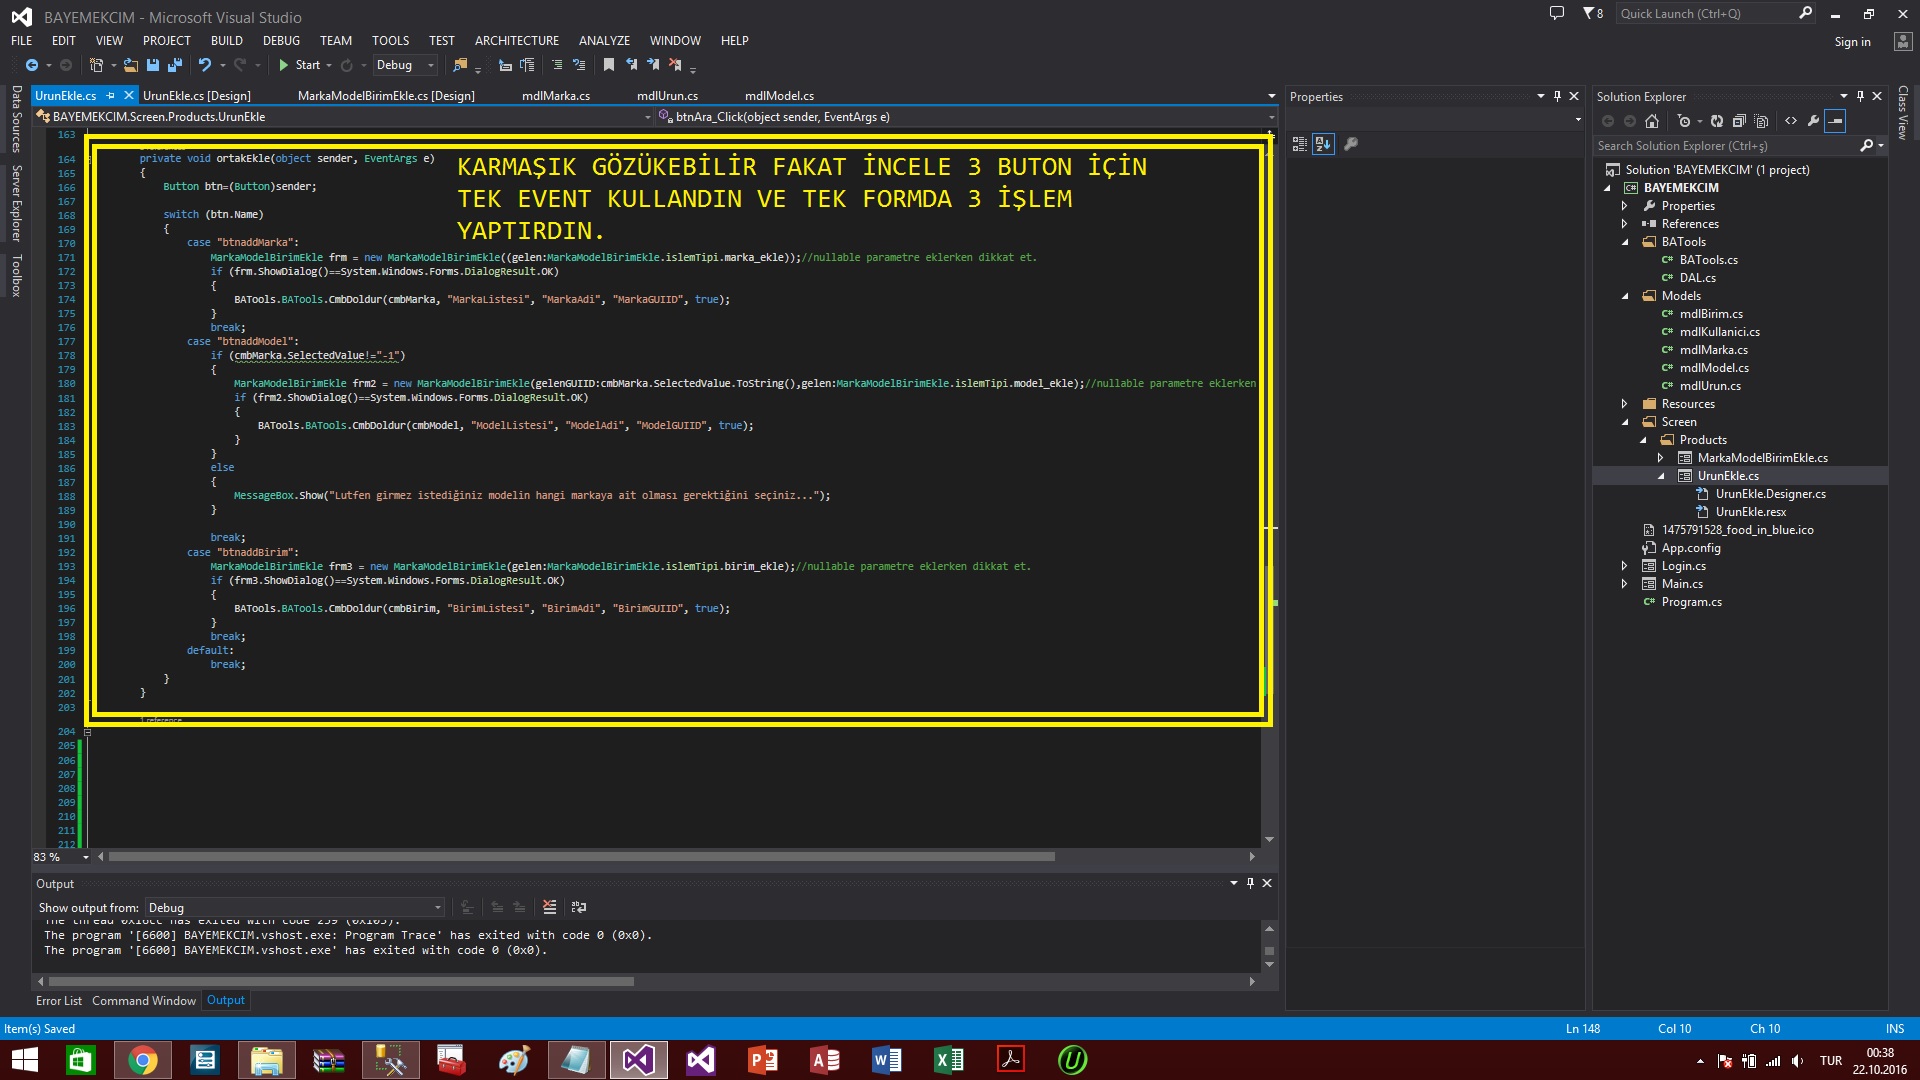 BAYEMEKCIM - Microsoft Visual Studio
8
Quick Launch (Ctrl+Q)
FILE EDIT VIEW PROJECT BUILD DEBUG TEAM TOOLS TEST ARCHITECTURE ANALYZE WINDOW HELP
Sign in
Start Debug
UrunEkle.cs UrunEkle.cs [Design] MarkaModelBirimEkle.cs [Design] mdlMarka.cs mdlUrun.cs mdlModel.cs
BAYEMEKCIM.Screen.Products.UrunEkle btnAra_Click(object sender, EventArgs e)
Data Sources
Server Explorer
Toolbox
163
164 private void ortakEkle(object sender, EventArgs e)
165 {
166 Button btn=(Button)sender;
167
168 switch (btn.Name)
169 {
170 case "btnaddMarka":
171 MarkaModelBirimEkle frm = new MarkaModelBirimEkle((gelen:MarkaModelBirimEkle.islemTipi.marka_ekle));//nullable parametre eklerken dikkat et.
172 if (frm.ShowDialog()==System.Windows.Forms.DialogResult.OK)
173 {
174 BATools.BATools.CmbDoldur(cmbMarka, "MarkaListesi", "MarkaAdi", "MarkaGUIID", true);
175 }
176 break;
177 case "btnaddModel":
178 if (cmbMarka.SelectedValue!="-1")
179 {
180 MarkaModelBirimEkle frm2 = new MarkaModelBirimEkle(gelenGUIID:cmbMarka.SelectedValue.ToString(),gelen:MarkaModelBirimEkle.islemTipi.model_ekle);//nullable parametre eklerken
181 if (frm2.ShowDialog()==System.Windows.Forms.DialogResult.OK)
182 {
183 BATools.BATools.CmbDoldur(cmbModel, "ModelListesi", "ModelAdi", "ModelGUIID", true);
184 }
185 }
186 else
187 {
188 MessageBox.Show("Lutfen girmez istediğiniz modelin hangi markaya ait olması gerektiğini seçiniz...");
189 }
190
191 break;
192 case "btnaddBirim":
193 MarkaModelBirimEkle frm3 = new MarkaModelBirimEkle(gelen:MarkaModelBirimEkle.islemTipi.birim_ekle);//nullable parametre eklerken dikkat et.
194 if (frm3.ShowDialog()==System.Windows.Forms.DialogResult.OK)
195 {
196 BATools.BATools.CmbDoldur(cmbBirim, "BirimListesi", "BirimAdi", "BirimGUIID", true);
197 }
198 break;
199 default:
200 break;
201 }
202 }
203
1 reference
204
205
206
207
208
209
210
211
212
KARMAŞIK GÖZÜKEBİLİR FAKAT İNCELE 3 BUTON İÇİN
TEK EVENT KULLANDIN VE TEK FORMDA 3 İŞLEM
YAPTIRDIN.
83 %
Output
Show output from: Debug
The thread 0x16cc has exited with code 259 (0x103).
The program '[6600] BAYEMEKCIM.vshost.exe: Program Trace' has exited with code 0 (0x0).
The program '[6600] BAYEMEKCIM.vshost.exe' has exited with code 0 (0x0).
Error List Command Window Output
Properties
Solution Explorer
Search Solution Explorer (Ctrl+ş)
Solution 'BAYEMEKCIM' (1 project)
BAYEMEKCIM
Properties
References
BATools
BATools.cs
DAL.cs
Models
mdlBirim.cs
mdlKullanici.cs
mdlMarka.cs
mdlModel.cs
mdlUrun.cs
Resources
Screen
Products
MarkaModelBirimEkle.cs
UrunEkle.cs
UrunEkle.Designer.cs
UrunEkle.resx
1475791528_food_in_blue.ico
App.config
Login.cs
Main.cs
Program.cs
Class View
Item(s) Saved Ln 148 Col 10 Ch 10 INS
TUR
00:38
22.10.2016